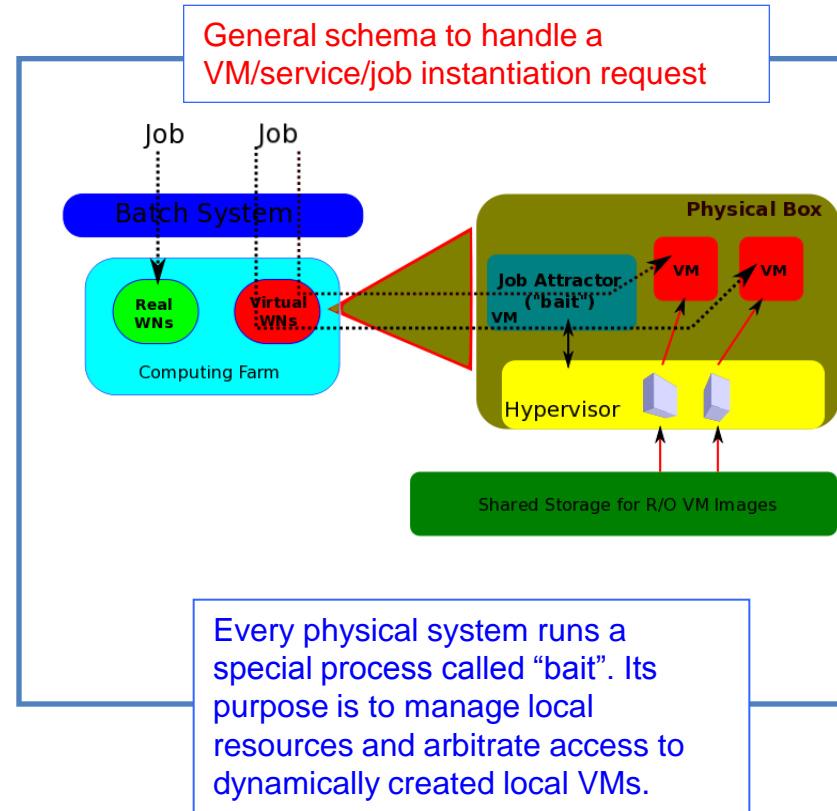 General schema to handle a
VM/service/job instantiation request
Job
Job
Batch System
Real
WNs
Virtual
WNs
Computing Farm
Physical Box
Job Attractor
("bait")
VM
VM
VM
Hypervisor
Shared Storage for R/O VM Images
Every physical system runs a
special process called “bait”. Its
purpose is to manage local
resources and arbitrate access to
dynamically created local VMs.